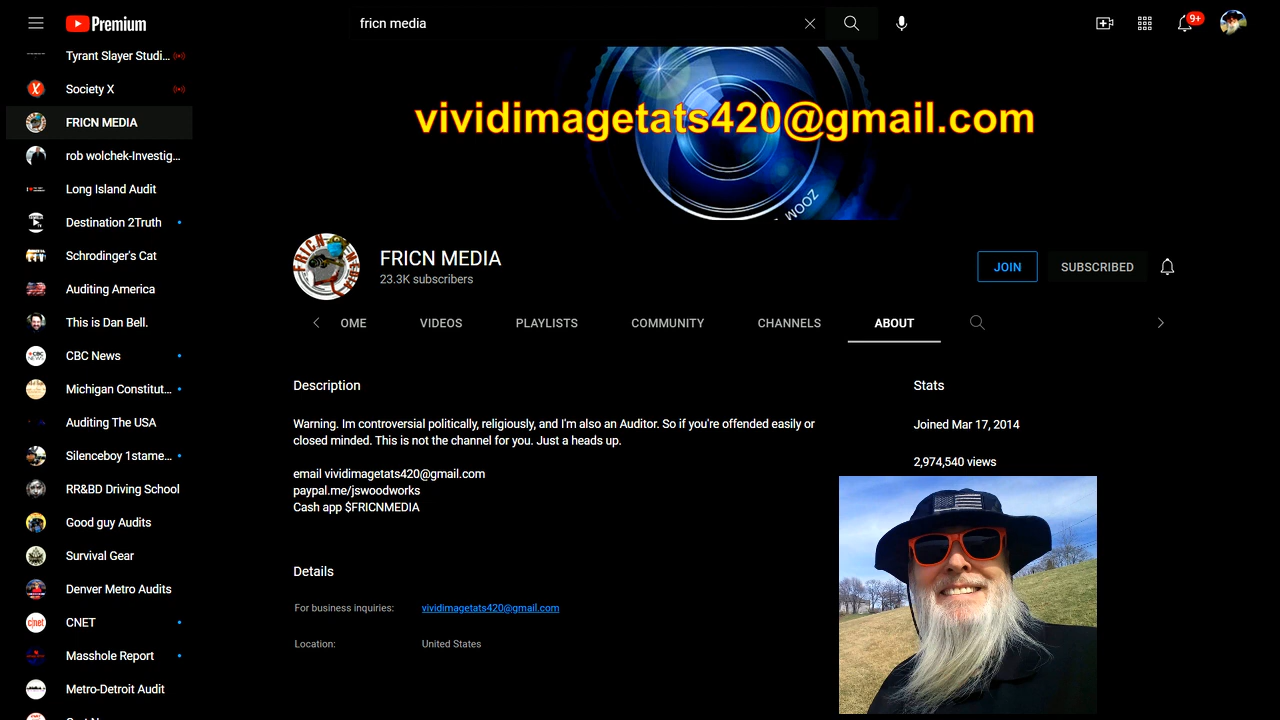 Premium
fricn media
9+
Tyrant Slayer Studi...
Society X
FRICN MEDIA
rob wolchek-Investig...
Long Island Audit
Destination 2Truth
Schrodinger's Cat
Auditing America
This is Dan Bell.
CBC News
Michigan Constitut...
Auditing The USA
Silenceboy 1stame...
RR&BD Driving School
Good guy Audits
Survival Gear
Denver Metro Audits
CNET
Masshole Report
Metro-Detroit Audit
vividimagetats420@gmail.com
ZOOM
FRICN MEDIA
FRICN MEDIA
23.3K subscribers
JOIN
SUBSCRIBED
OME
VIDEOS
PLAYLISTS
COMMUNITY
CHANNELS
ABOUT
Description
Warning. Im controversial politically, religiously, and I'm also an Auditor. So if you're offended easily or
closed minded. This is not the channel for you. Just a heads up.
email vividimagetats420@gmail.com
paypal.me/jswoodworks
Cash app $FRICNMEDIA
Details
For business inquiries:
vividimagetats420@gmail.com
Location:
United States
Stats
Joined Mar 17, 2014
2,974,540 views